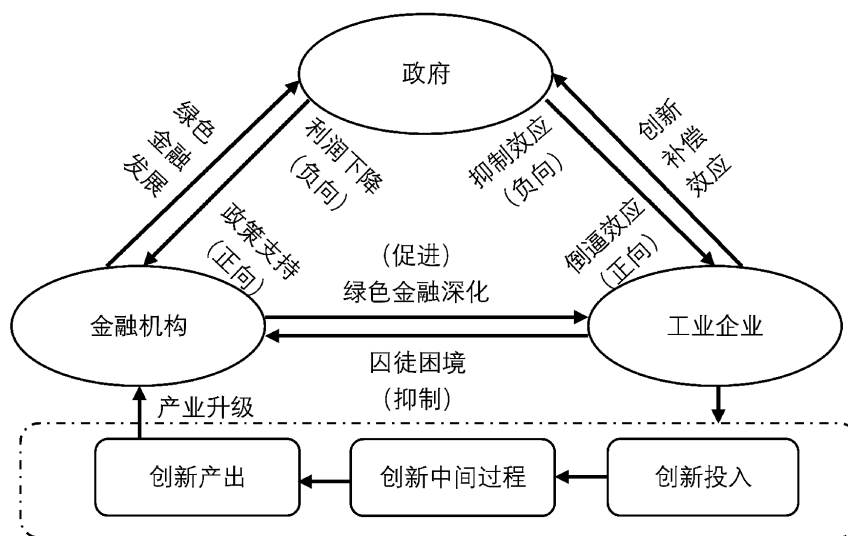 政府
绿色
金融
发展
利润下降
(负向)
政策支持
(正向)
抑制效应
(负向)
倒逼效应
(正向)
创新
补偿
效应
(促进)
绿色金融深化
金融机构
工业企业
囚徒困境
(抑制)
产业升级
创新产出
创新中间过程
创新投入